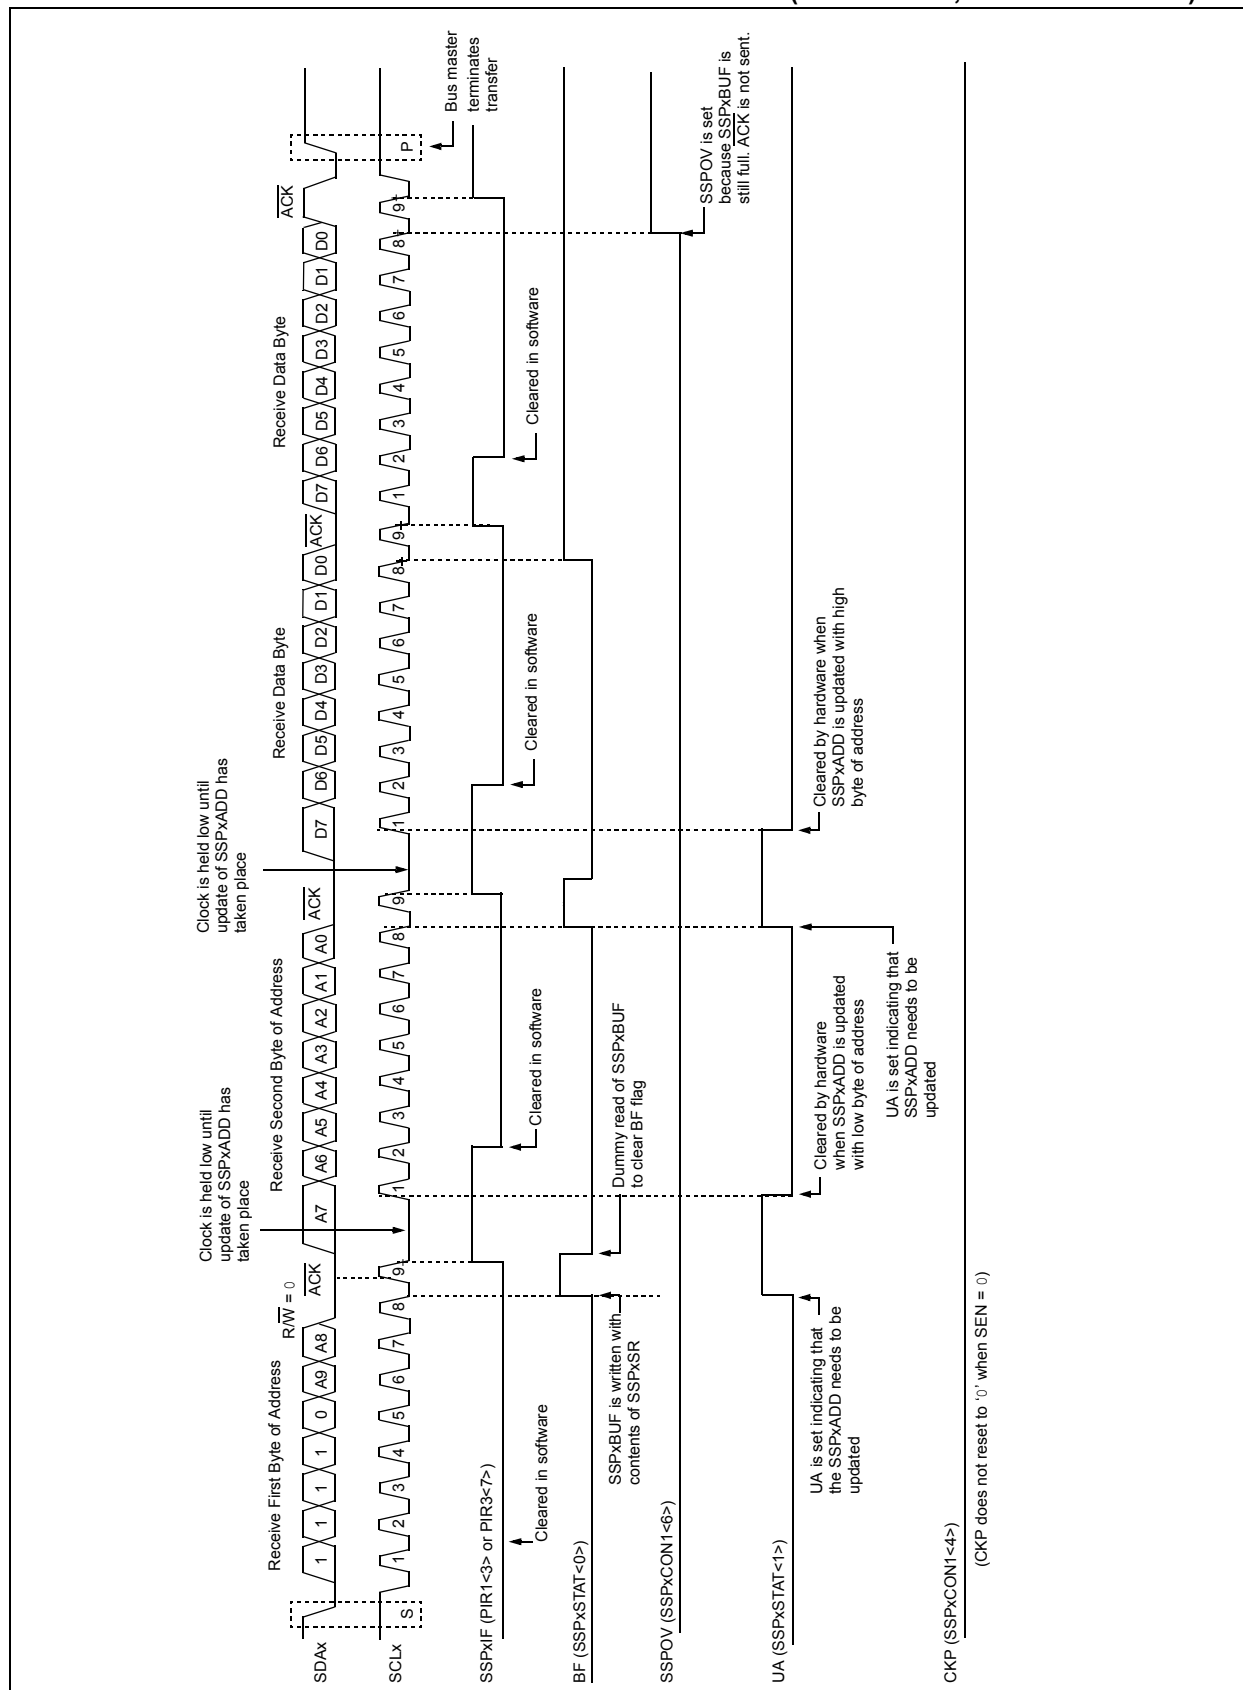 Receive First Byte of Address
R/W = 0
ACK
SDAx
1
1
1
1
0
A9
A8
Clock is held low until
update of SSPxADD has
taken place
Receive Second Byte of Address
A7
A6
A5
A4
A3
A2
A1
A0
ACK
Clock is held low until
update of SSPxADD has
taken place
Receive Data Byte
D7
D6
D5
D4
D3
D2
D1
D0
ACK
Receive Data Byte
D7
D6
D5
D4
D3
D2
D1
D0
ACK
SCLx
S
1
2
3
4
5
6
7
8
9
1
2
3
4
5
6
7
8
9
1
2
3
4
5
6
7
8
9
1
2
3
4
5
6
7
8
9
P
Bus master
terminates
transfer
SSPxIF (PIR1<3> or PIR3<7>)
Cleared in software
Cleared in software
Cleared in software
Cleared in software
BF (SSPxSTAT<0>)
SSPxBUF is written with
contents of SSPxSR
Dummy read of SSPxBUF
to clear BF flag
SSPOV (SSPxCON1<6>)
SSPOV is set
because SSPxBUF is
still full. ACK is not sent.
UA (SSPxSTAT<1>)
UA is set indicating that
the SSPxADD needs to be
updated
Cleared by hardware
when SSPxADD is updated
with low byte of address
UA is set indicating that
SSPxADD needs to be
updated
Cleared by hardware when
SSPxADD is updated with high
byte of address
CKP (SSPxCON1<4>)
(CKP does not reset to ‘0’ when SEN = 0)